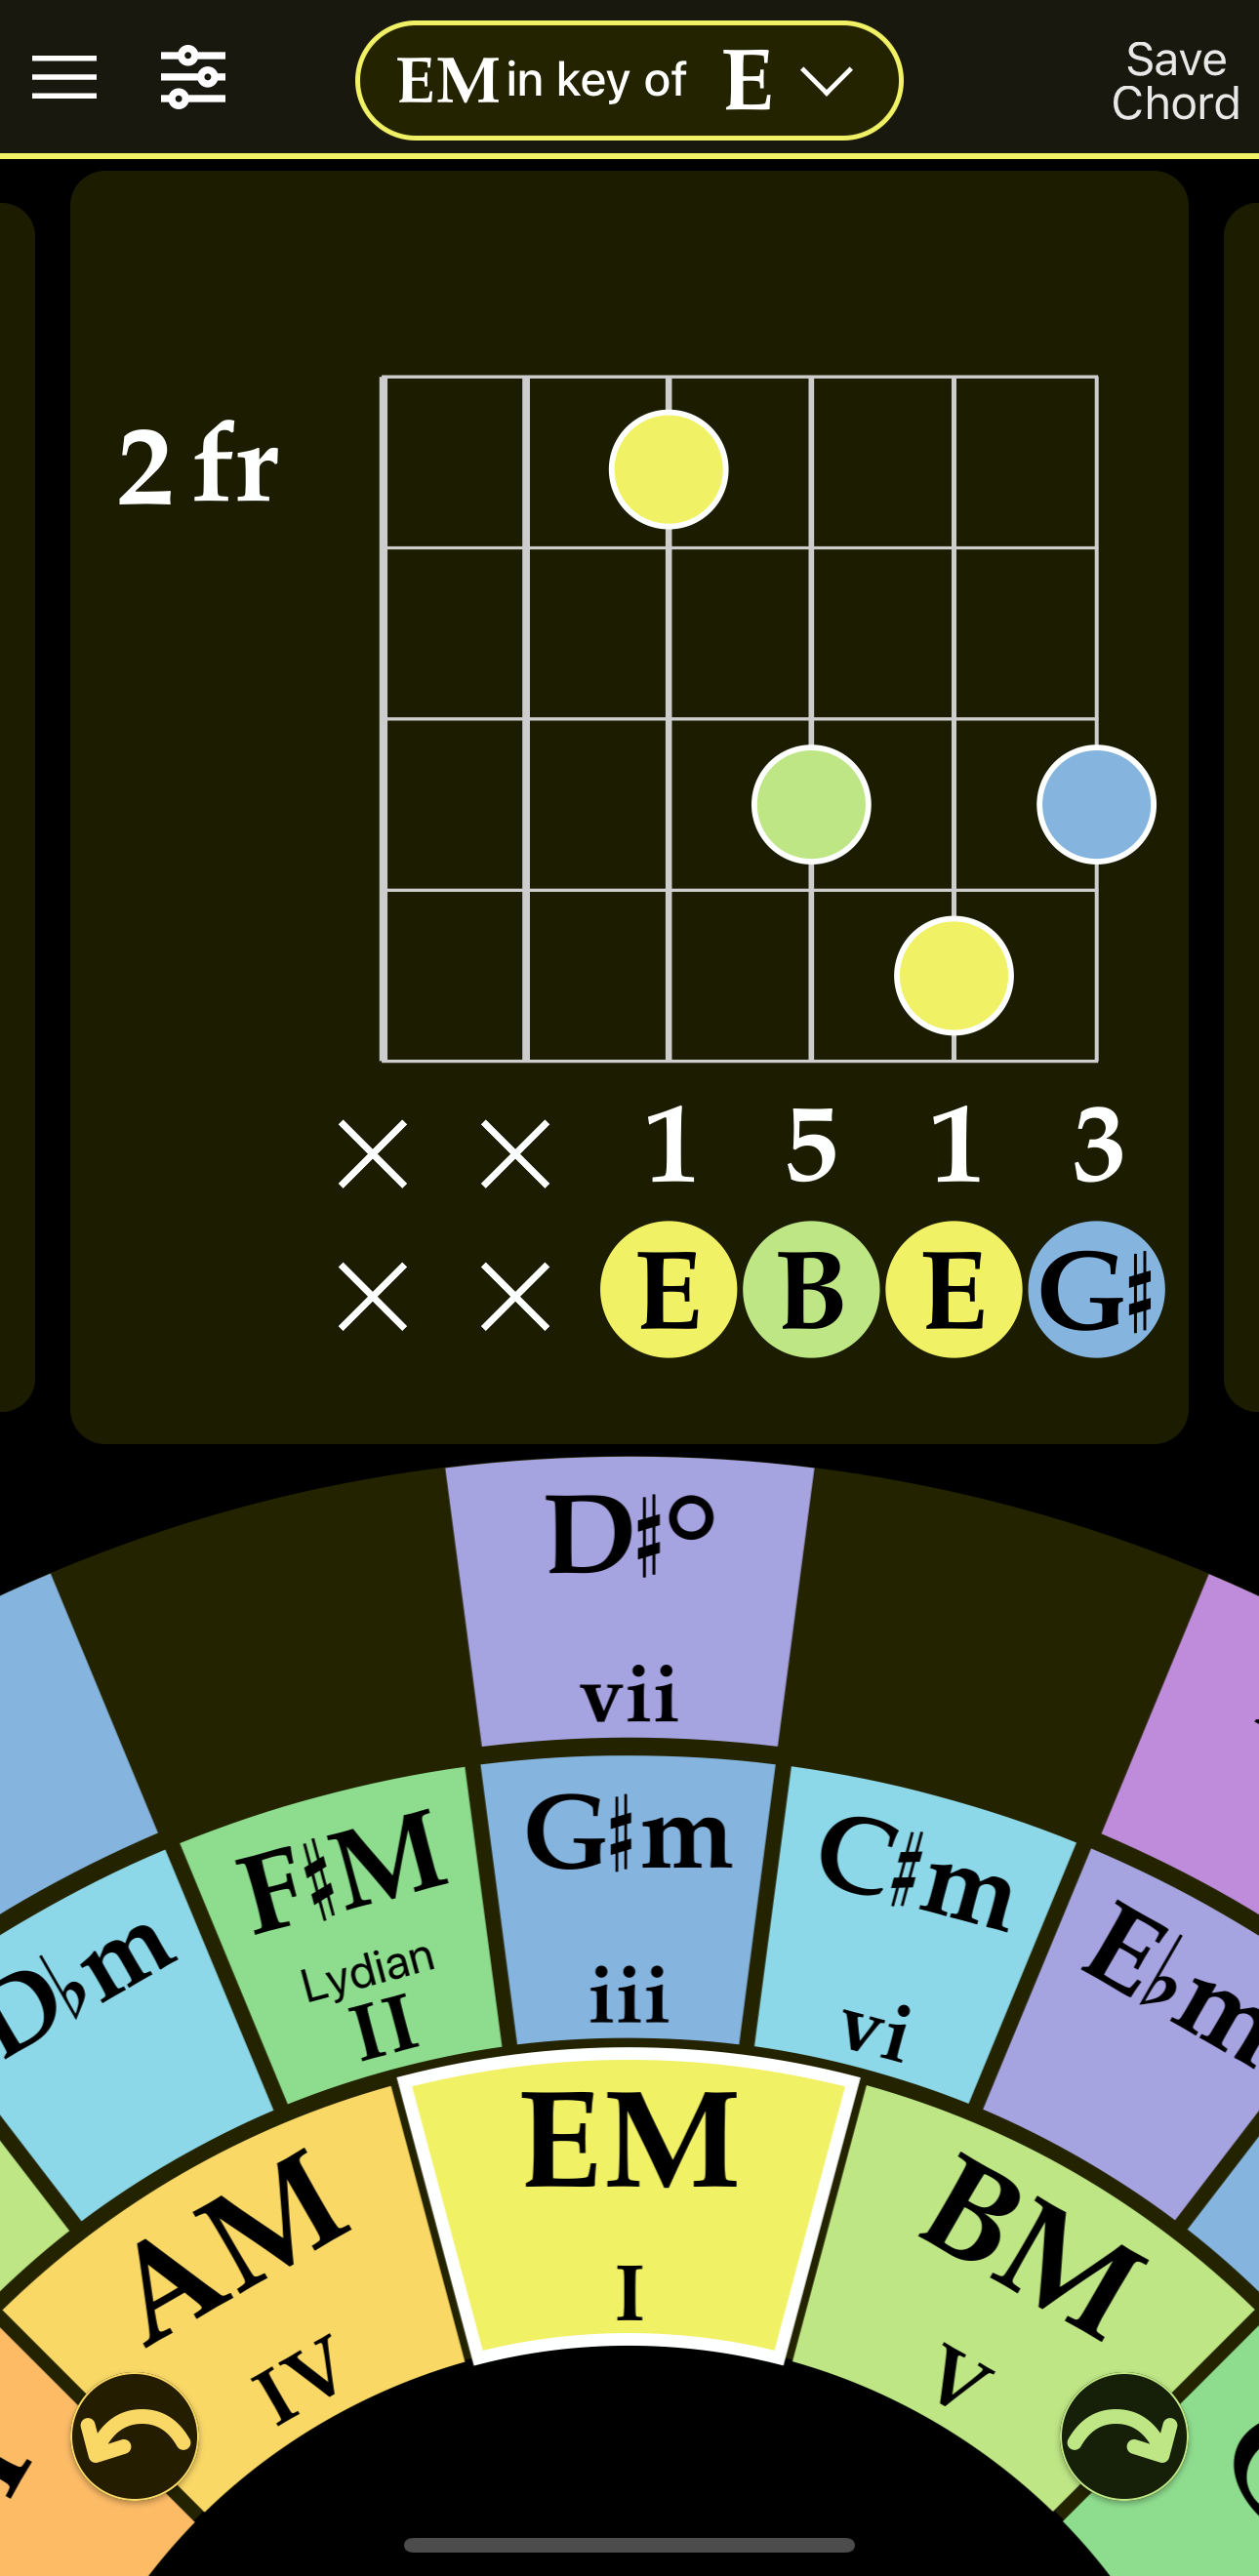 EM in key of E
Save
Chord
2 fr
× × 1 5 1 3
× × E B E G♯
D♯°
vii
D♭m
F♯M
Lydian
II
G♯m
iii
C♯m
vi
E♭m
AM
IV
EM
I
BM
V